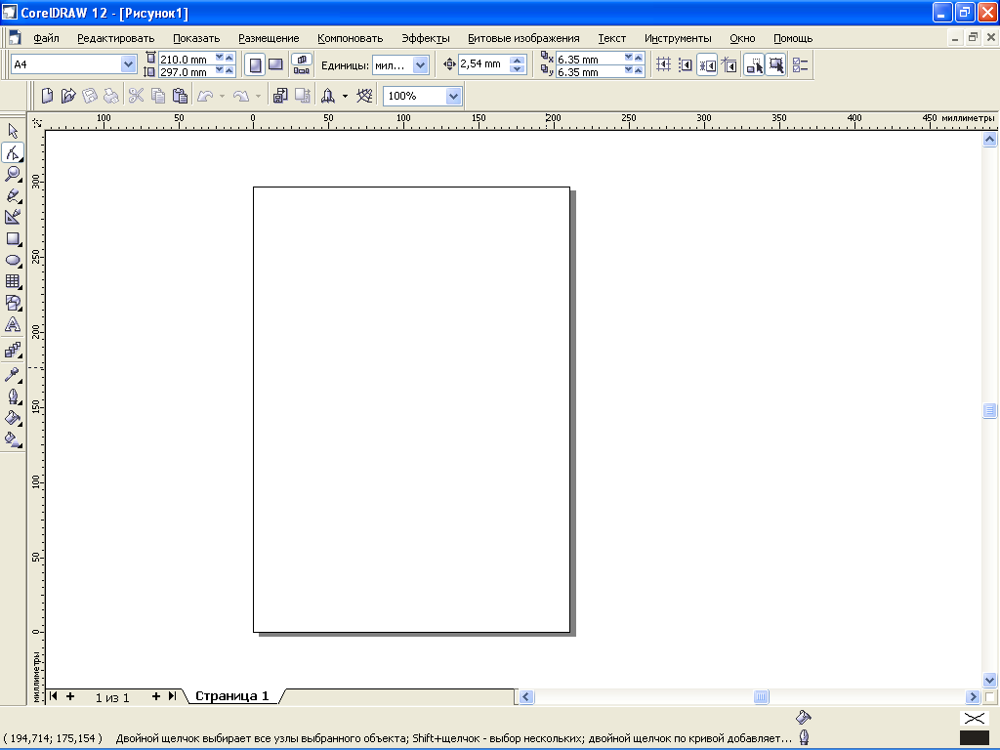 CorelDRAW 12 - [Рисунок1]
Файл Редактировать Показать Размещение Компоновать Эффекты Битовые изображения Текст Инструменты Окно Помощь
A4 210.0 mm 297.0 mm Единицы: мил... 2,54 mm 6.35 mm 6.35 mm
100%
100 50 0 50 100 150 200 250 300 350 400 450 миллиметры
300
250
200
150
100
50
0
миллиметры
1 из 1 Страница 1
( 194,714; 175,154 ) Двойной щелчок выбирает все узлы выбранного объекта; Shift+щелчок - выбор нескольких; двойной щелчок по кривой добавляет...